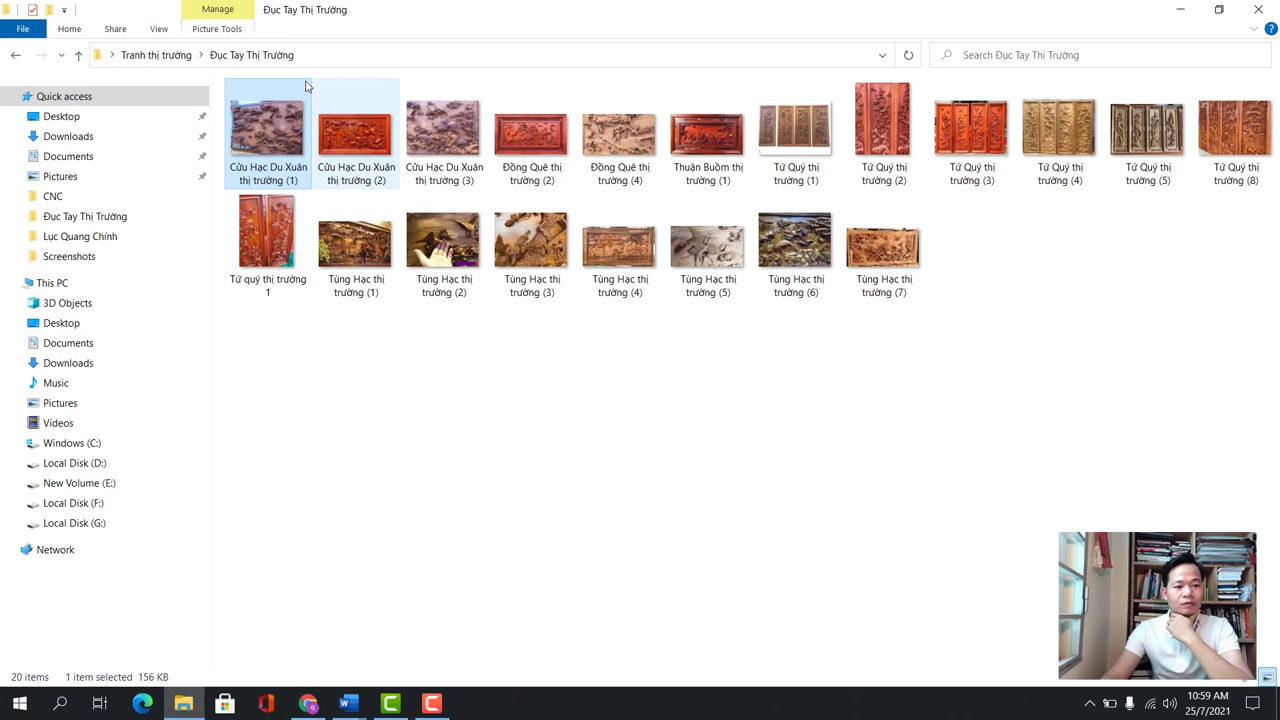 Manage
Đục Tay Thị Trường
File
Home
Share
View
Picture Tools
Tranh thị trường
Đục Tay Thị Trường
Search Đục Tay Thị Trường
Quick access
Desktop
Downloads
Documents
Pictures
CNC
Đục Tay Thị Trường
Lục Quang Chính
Screenshots
This PC
3D Objects
Desktop
Documents
Downloads
Music
Pictures
Videos
Windows (C:)
Local Disk (D:)
New Volume (E:)
Local Disk (F:)
Local Disk (G:)
Network
Cửu Hạc Du Xuân
thị trường (1)
Cửu Hạc Du Xuân
thị trường (2)
Cửu Hạc Du Xuân
thị trường (3)
Đồng Quê thị
trường (2)
Đồng Quê thị
trường (4)
Thuận Buồm thị
trường (1)
Tứ Quý thị
trường (1)
Tứ Quý thị
trường (2)
Tứ Quý thị
trường (3)
Tứ Quý thị
trường (4)
Tứ Quý thị
trường (5)
Tứ Quý thị
trường (8)
Tứ quý thị trường
1
Tùng Hạc thị
trường (1)
Tùng Hạc thị
trường (2)
Tùng Hạc thị
trường (3)
Tùng Hạc thị
trường (4)
Tùng Hạc thị
trường (5)
Tùng Hạc thị
trường (6)
Tùng Hạc thị
trường (7)
20 items
1 item selected 156 KB
10:59 AM
25/7/2021